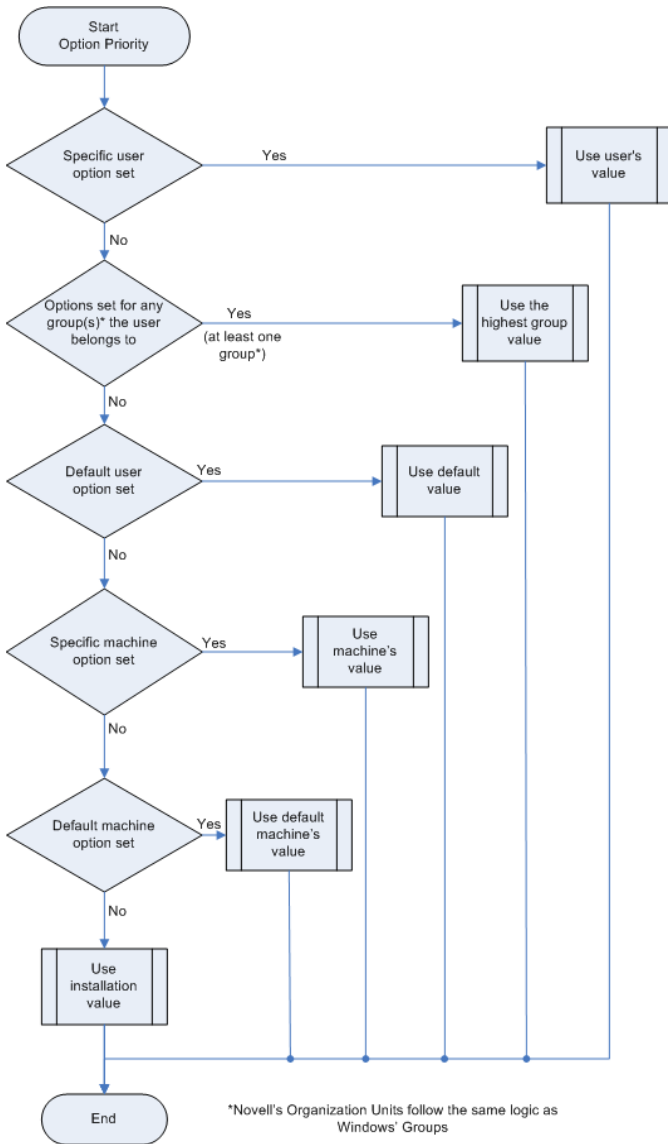 Start
Option Priority
Specific user
option set
Yes
Use user's
value
No
Options set for any
group(s)* the user
belongs to
Yes
(at least one
group*)
Use the
highest group
value
No
Default user
option set
Yes
Use default
value
No
Specific machine
option set
Yes
Use
machine's
value
No
Default machine
option set
Yes
Use default
machine's
value
No
Use
installation
value
End
*Novell's Organization Units follow the same logic as
Windows' Groups